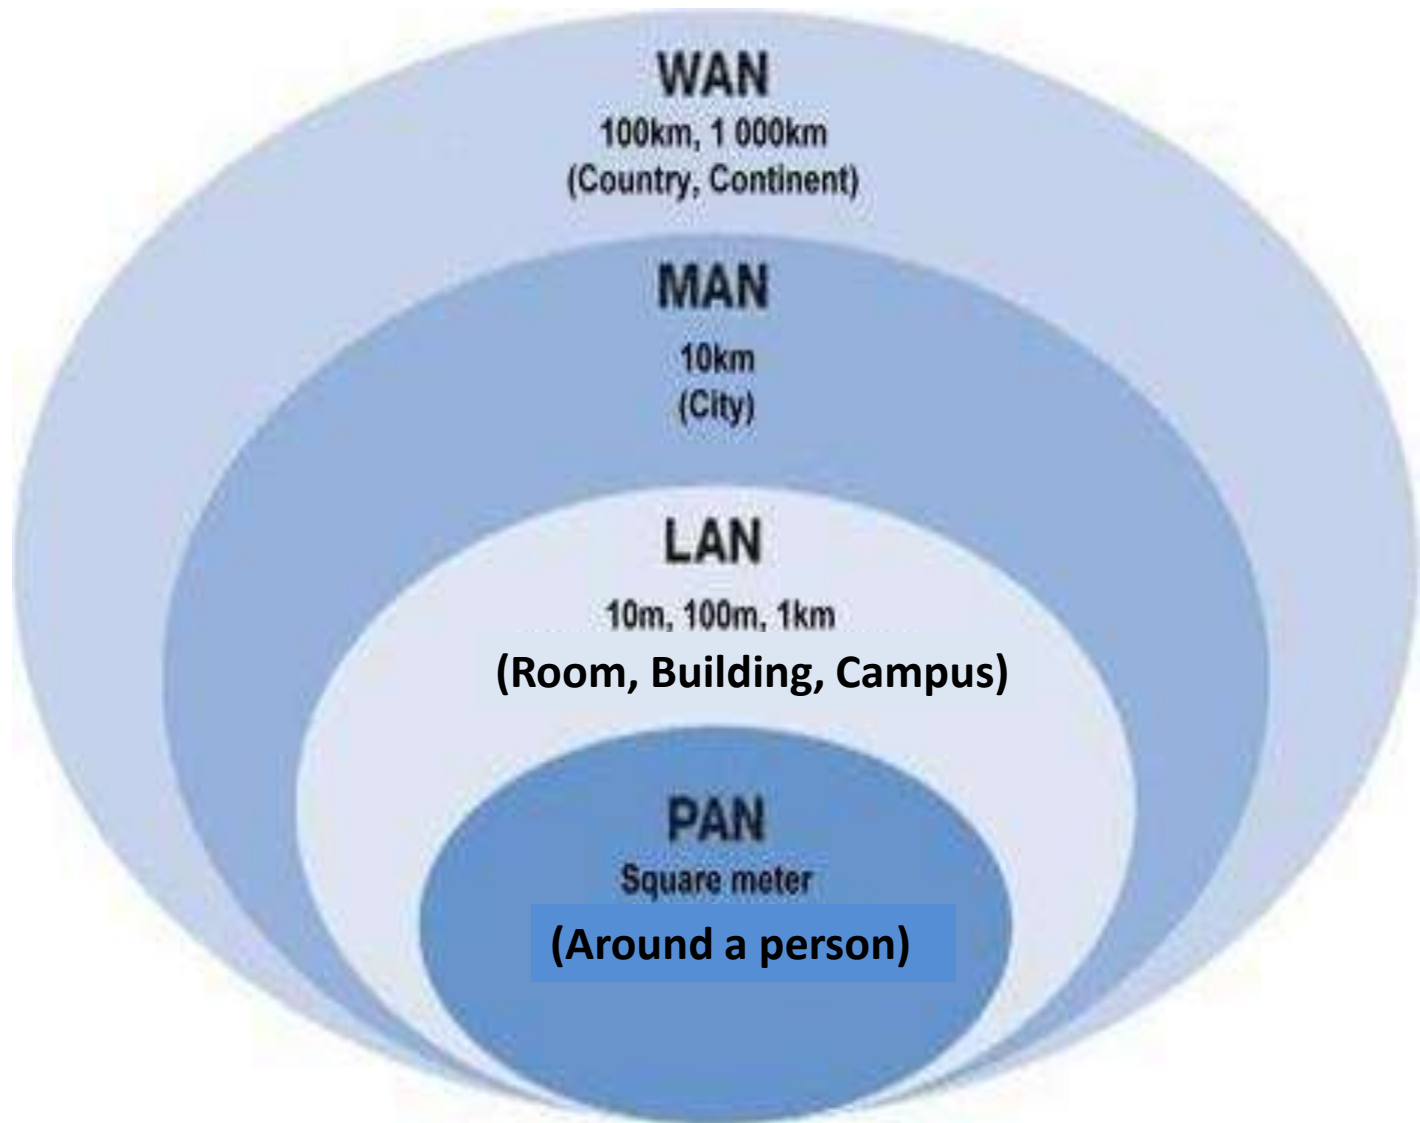 WAN
100km, 1 000km
(Country, Continent)
MAN
10km
(City)
LAN
10m, 100m, 1km
(Room, Building, Campus)
PAN
Square meter
(Around a person)